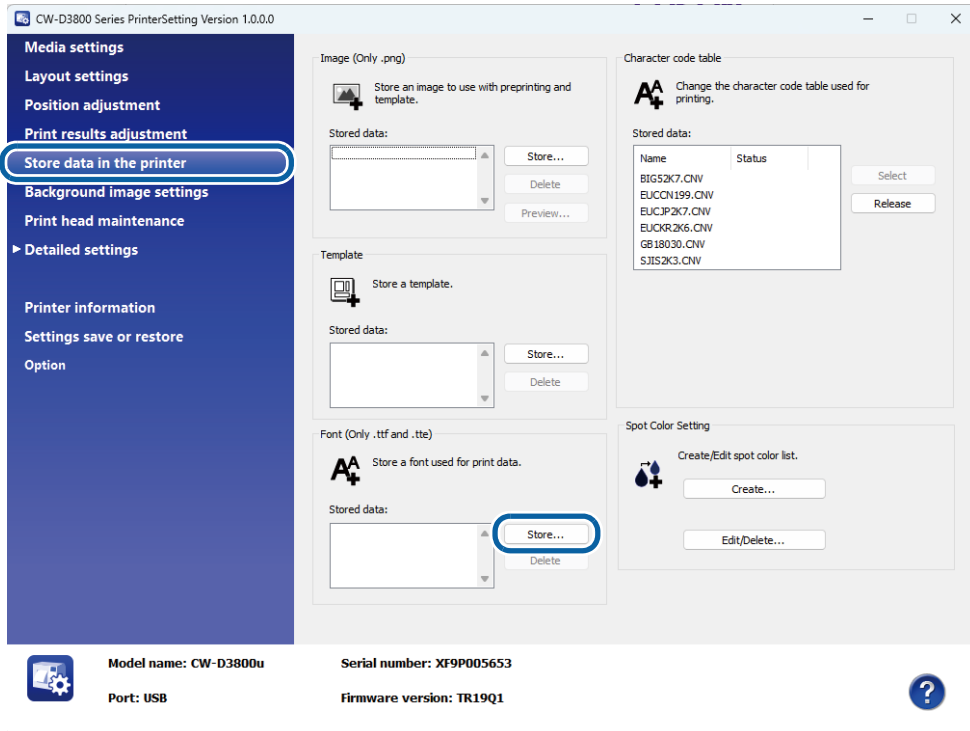 CW-D3800 Series PrinterSetting Version 1.0.0.0
Media settings
Layout settings
Position adjustment
Print results adjustment
Store data in the printer
Background image settings
Print head maintenance
Detailed settings
Printer information
Settings save or restore
Option
Image (Only .png)
Store an image to use with preprinting and
template.
Stored data:
Store...
Delete
Preview...
Template
Store a template.
Stored data:
Store...
Delete
Font (Only .ttf and .tte)
Store a font used for print data.
Stored data:
Store...
Delete
Character code table
Change the character code table used for
printing.
Stored data:
Name Status
BIG52K7.CNV
EUCCN199.CNV
EUCJP2K7.CNV
EUCKR2K6.CNV
GB18030.CNV
SJIS2K3.CNV
Select
Release
Spot Color Setting
Create/Edit spot color list.
Create...
Edit/Delete...
Model name: CW-D3800u
Serial number: XF9P005653
Port: USB
Firmware version: TR19Q1